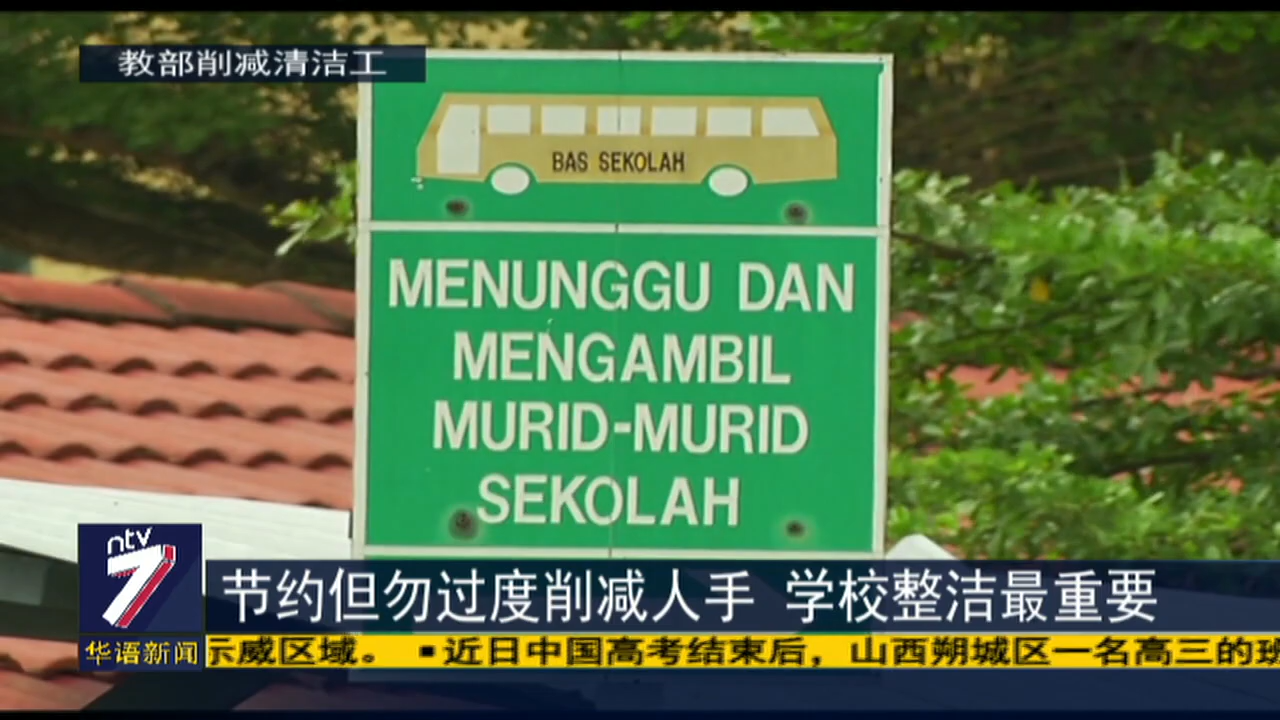 教部削减清洁工
BAS SEKOLAH
MENUNGGU DAN
MENGAMBIL
MURID-MURID
SEKOLAH
ntv
7
节约但勿过度削减人手 学校整洁最重要
华语新闻
示威区域。 ▪近日中国高考结束后，山西朔城区一名高三的班